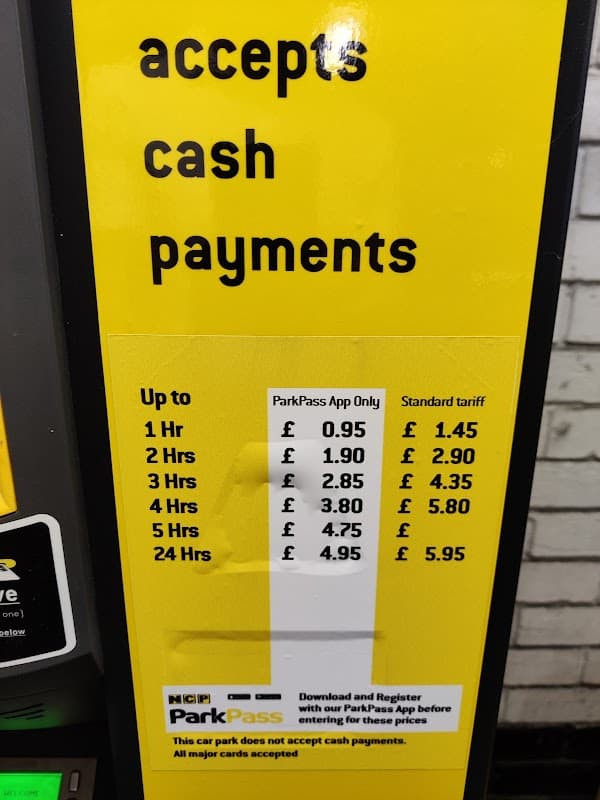 accepts
cash
payments
Up to ParkPass App Only Standard tariff
1 Hr £ 0.95 £ 1.45
2 Hrs £ 1.90 £ 2.90
3 Hrs £ 2.85 £ 4.35
4 Hrs £ 3.80 £ 5.80
5 Hrs £ 4.75 £
24 Hrs £ 4.95 £ 5.95
NCP
ParkPass
Download and Register
with our ParkPass App before
entering for these prices
This car park does not accept cash payments.
All major cards accepted
one)
below